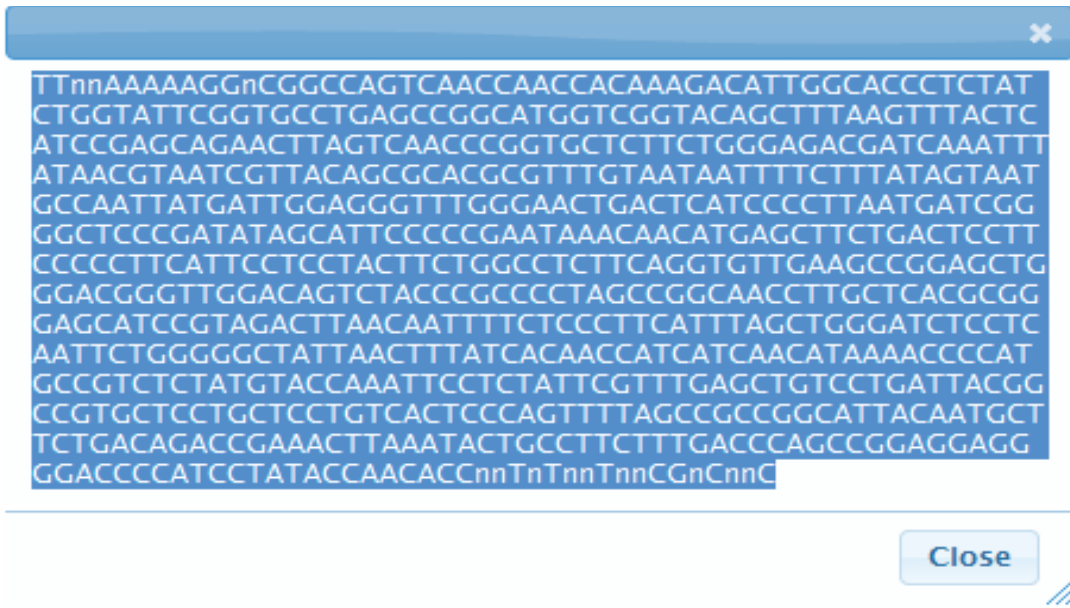 TTnnAAAAAGGnCGGCCAGTCAACCAACCACAAAGACATTGGCACCCTCTAT
CTGGTATTCGGTGCCTGAGCCGGCATGGTCGGTACAGCTTTAAGTTTACTC
ATCCGAGCAGAACTTAGTCAACCCGGTGCTCTTCTGGGAGACGATCAAATTT
ATAACGTAATCGTTACAGCGCACGCGTTTGTAATAATTTTCTTTATAGTAAT
GCCAATTATGATTGGAGGGTTTGGGAACTGACTCATCCCCTTAATGATCGG
GGCTCCCGATATAGCATTCCCCCGAATAAACAACATGAGCTTCTGACTCCTT
CCCCCTTCATTCCTCCTACTTCTGGCCTCTTCAGGTGTTGAAGCCGGAGCTG
GGACGGGTTGGACAGTCTACCCGCCCCTAGCCGGCAACCTTGCTCACGCGG
GAGCATCCGTAGACTTAACAATTTTCTCCCTTCATTTAGCTGGGATCTCCTC
AATTCTGGGGGCTATTAACTTTATCACAACCATCATCAACATAAAACCCCAT
GCCGTCTCTATGTACCAAATTCCTCTATTCGTTTGAGCTGTCCTGATTACGG
CCGTGCTCCTGCTCCTGTCACTCCCAGTTTTAGCCGCCGGCATTACAATGCT
TCTGACAGACCGAAACTTAAATACTGCCTTCTTTGACCCAGCCGGAGGAGG
GGACCCCATCCTATACCAACACCnnTnTnnTnnCGnCnnC
Close